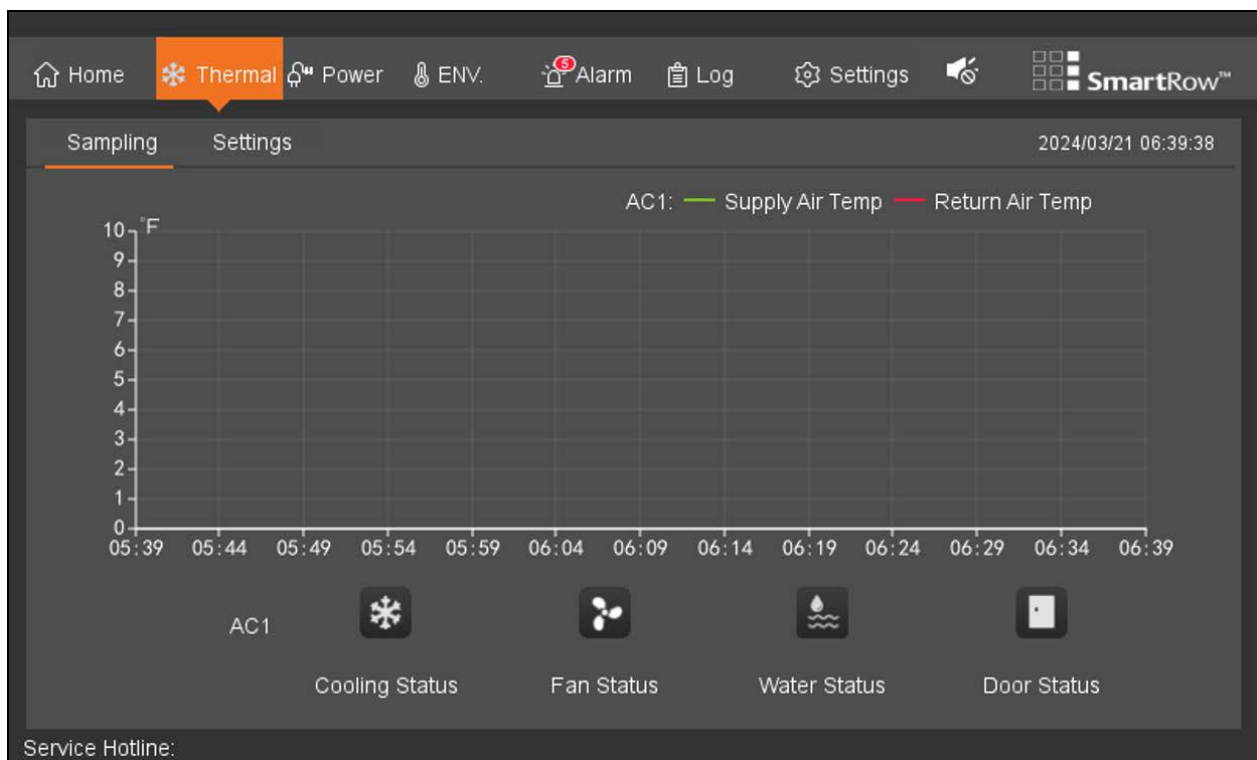 Home Thermal Power ENV. 5 Alarm Log Settings SmartRow™
Sampling Settings 2024/03/21 06:39:38
AC1: Supply Air Temp Return Air Temp
°F
10
9
8
7
6
5
4
3
2
1
0
05:39 05:44 05:49 05:54 05:59 06:04 06:09 06:14 06:19 06:24 06:29 06:34 06:39
AC1
Cooling Status Fan Status Water Status Door Status
Service Hotline: